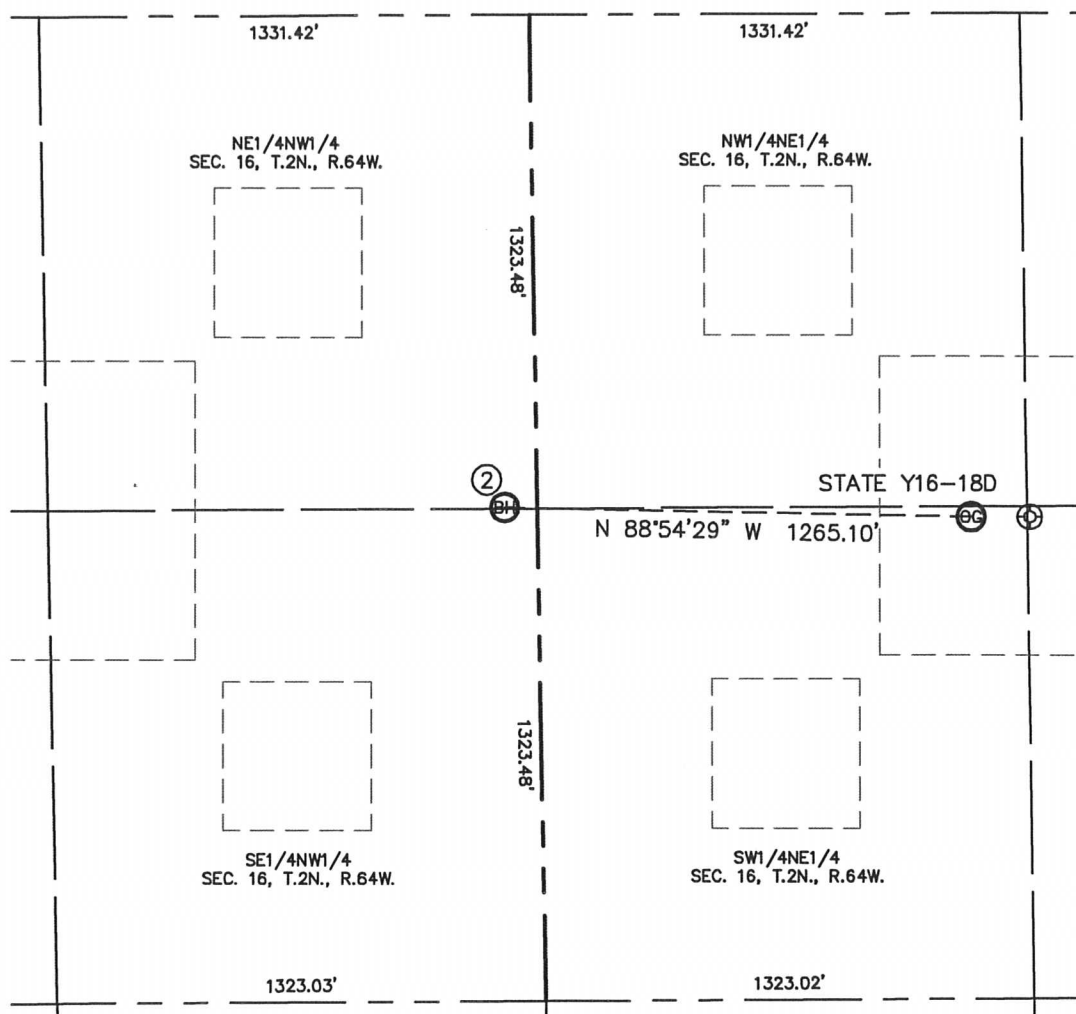 1331.42'
1331.42'
NE1/4NW1/4
SEC. 16, T.2N., R.64W.
NW1/4NE1/4
SEC. 16, T.2N., R.64W.
1323.48'
2
BH
STATE Y16-18D
OG
N 88°54'29" W 1265.10'
1323.48'
SE1/4NW1/4
SEC. 16, T.2N., R.64W.
SW1/4NE1/4
SEC. 16, T.2N., R.64W.
1323.03'
1323.02'